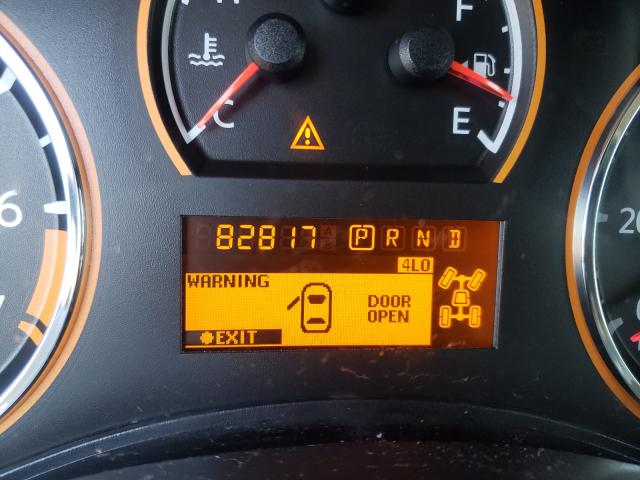 H
F
C
E
6
20
82817 P R N D
4LO
WARNING
DOOR
OPEN
EXIT